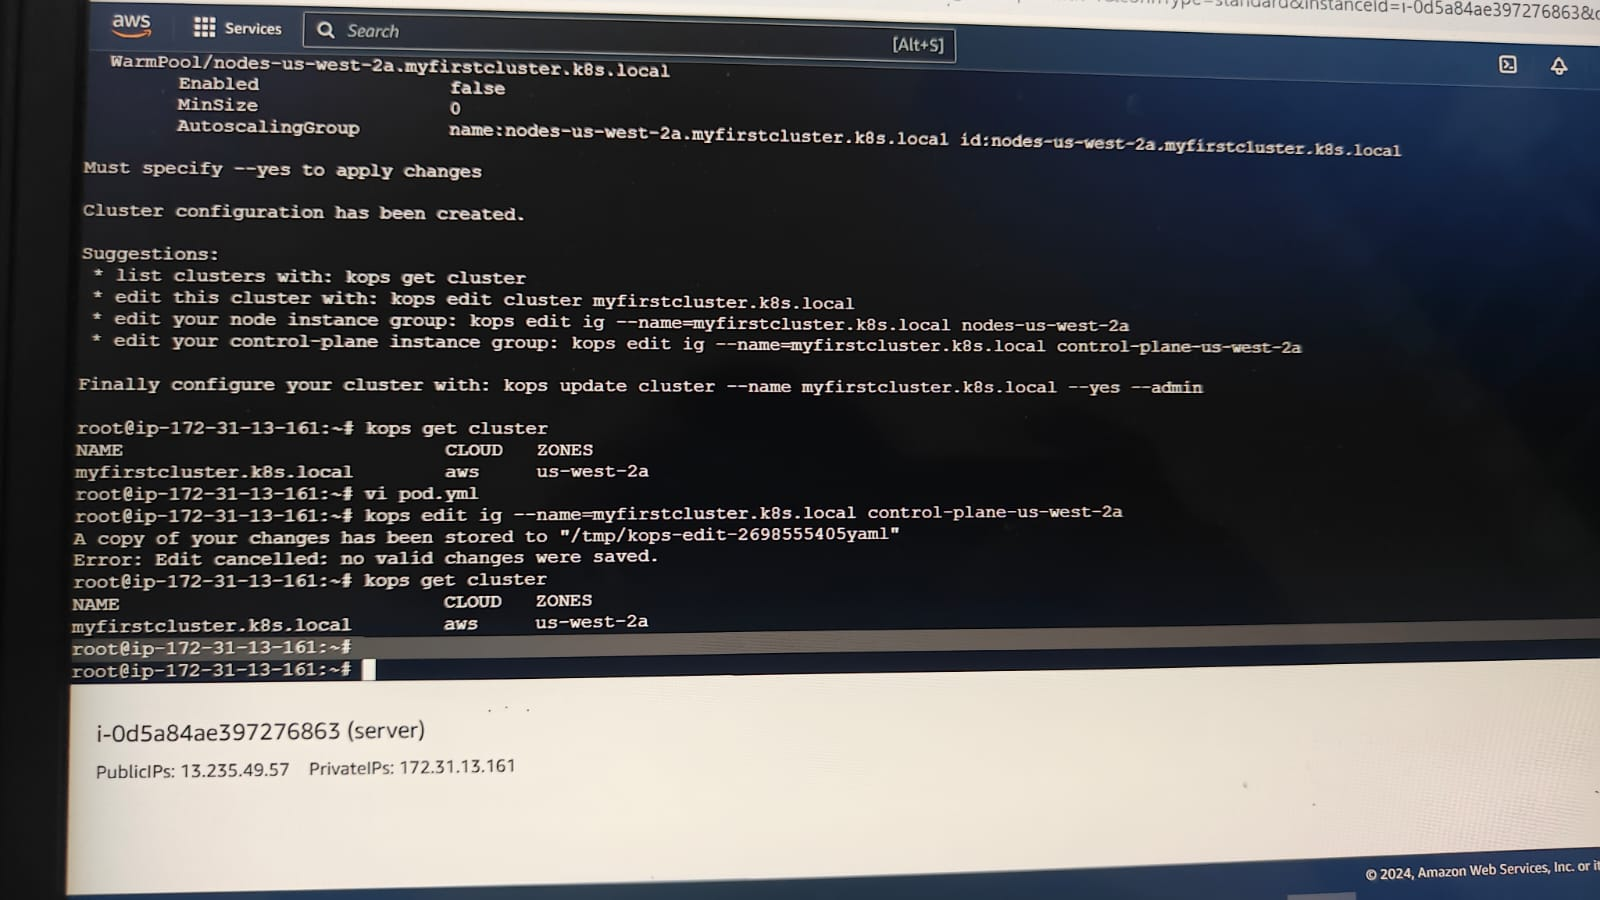 standard&instanceId=i-0d5a84ae397276863&c
aws Services Search [Alt+S]
WarmPool/nodes-us-west-2a.myfirstcluster.k8s.local
Enabled false
MinSize 0
AutoscalingGroup name:nodes-us-west-2a.myfirstcluster.k8s.local id:nodes-us-west-2a.myfirstcluster.k8s.local
Must specify --yes to apply changes
Cluster configuration has been created.
Suggestions:
* list clusters with: kops get cluster
* edit this cluster with: kops edit cluster myfirstcluster.k8s.local
* edit your node instance group: kops edit ig --name=myfirstcluster.k8s.local nodes-us-west-2a
* edit your control-plane instance group: kops edit ig --name=myfirstcluster.k8s.local control-plane-us-west-2a
Finally configure your cluster with: kops update cluster --name myfirstcluster.k8s.local --yes --admin
root@ip-172-31-13-161:~# kops get cluster
NAME CLOUD ZONES
myfirstcluster.k8s.local aws us-west-2a
root@ip-172-31-13-161:~# vi pod.yml
root@ip-172-31-13-161:~# kops edit ig --name=myfirstcluster.k8s.local control-plane-us-west-2a
A copy of your changes has been stored to "/tmp/kops-edit-2698555405yaml"
Error: Edit cancelled: no valid changes were saved.
root@ip-172-31-13-161:~# kops get cluster
NAME CLOUD ZONES
myfirstcluster.k8s.local aws us-west-2a
root@ip-172-31-13-161:~#
root@ip-172-31-13-161:~#
i-0d5a84ae397276863 (server)
PublicIPs: 13.235.49.57 PrivateIPs: 172.31.13.161
© 2024, Amazon Web Services, Inc. or it